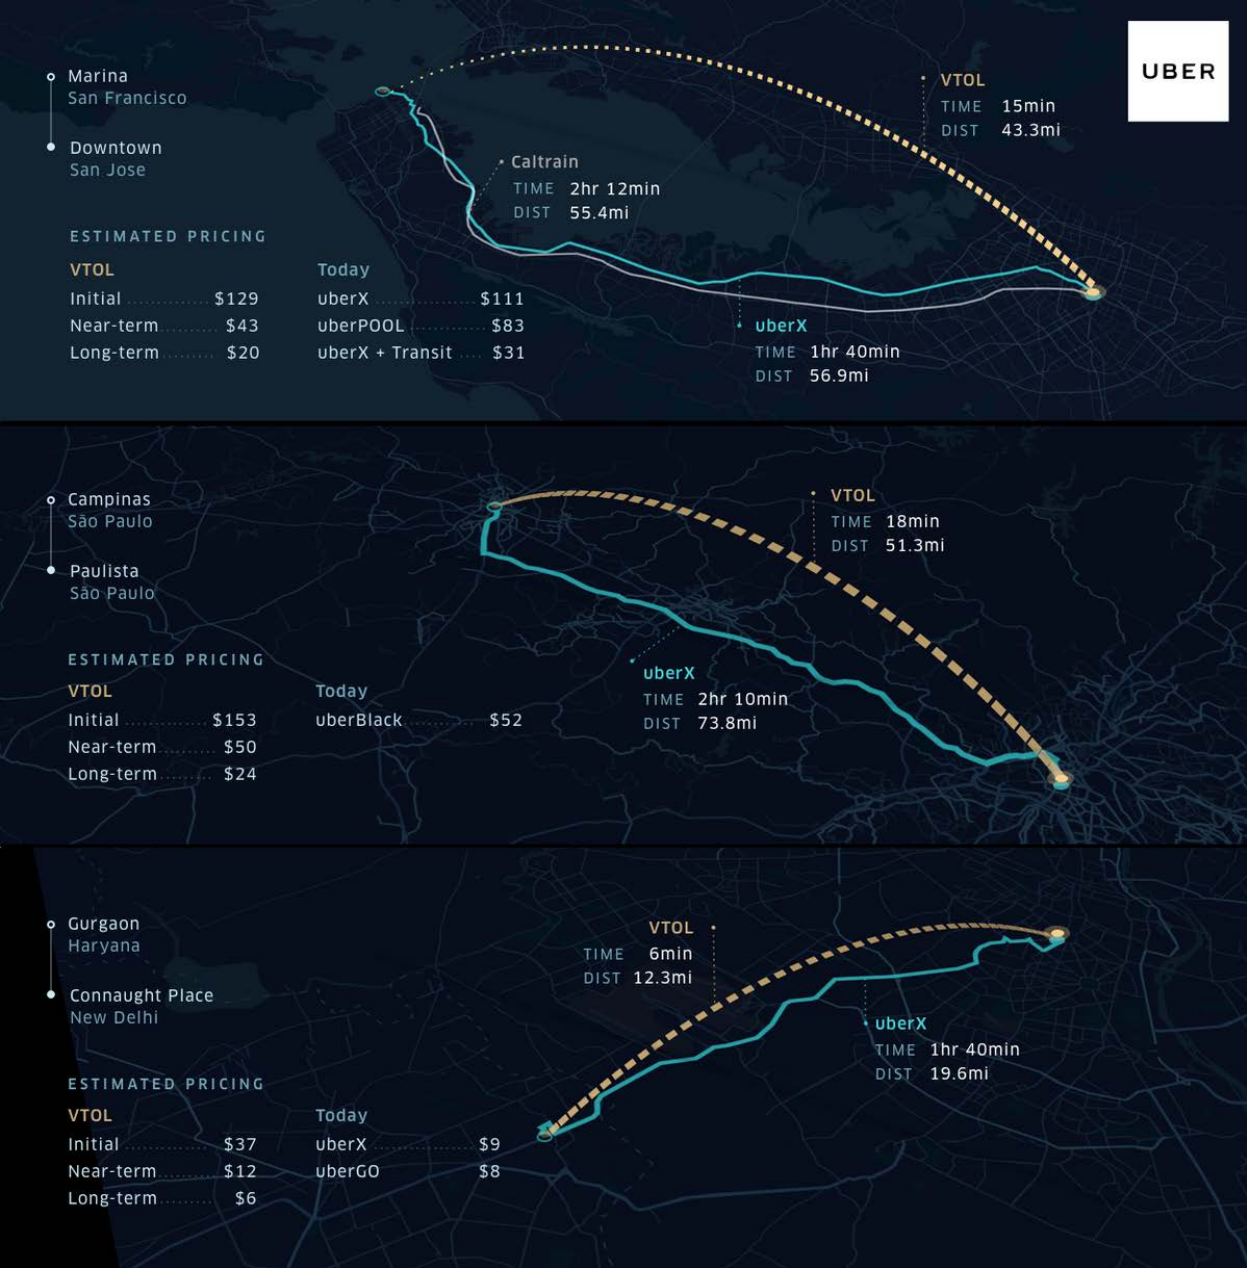 UBER
Marina
San Francisco
Downtown
San Jose
ESTIMATED PRICING
VTOL
Initial $129
Near-term $43
Long-term $20
Today
uberX $111
uberPOOL $83
uberX + Transit $31
Caltrain
TIME 2hr 12min
DIST 55.4mi
VTOL
TIME 15min
DIST 43.3mi
uberX
TIME 1hr 40min
DIST 56.9mi
Campinas
São Paulo
Paulista
São Paulo
ESTIMATED PRICING
VTOL
Initial $153
Near-term $50
Long-term $24
Today
uberBlack $52
VTOL
TIME 18min
DIST 51.3mi
uberX
TIME 2hr 10min
DIST 73.8mi
Gurgaon
Haryana
Connaught Place
New Delhi
ESTIMATED PRICING
VTOL
Initial $37
Near-term $12
Long-term $6
Today
uberX $9
uberGO $8
VTOL
TIME 6min
DIST 12.3mi
uberX
TIME 1hr 40min
DIST 19.6mi